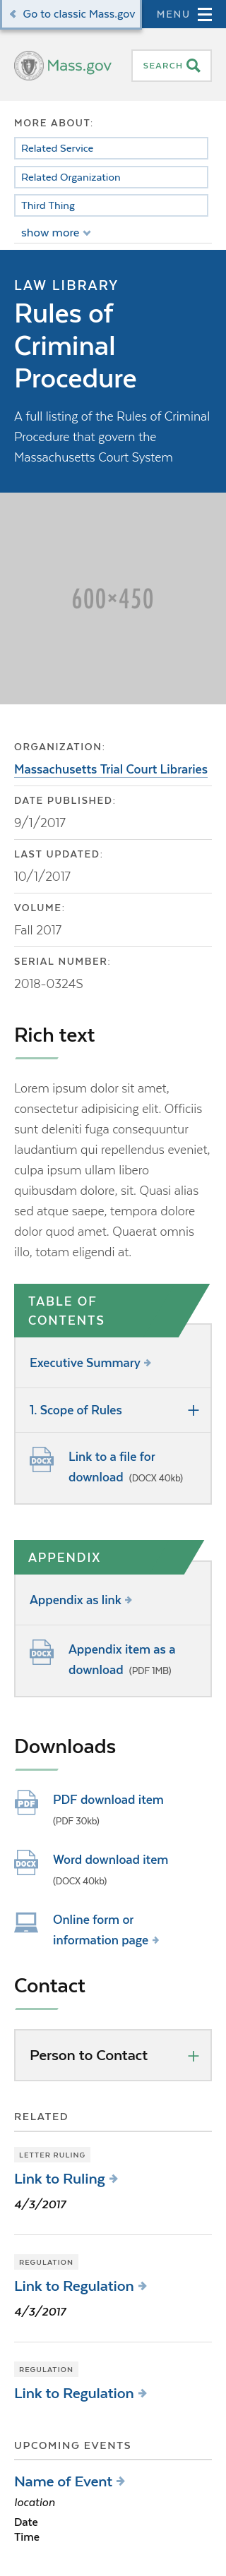 Go to classic Mass.gov
MENU
Mass.gov
SEARCH
MORE ABOUT:
Related Service
Related Organization
Third Thing
show more
LAW LIBRARY
Rules of
Criminal
Procedure
A full listing of the Rules of Criminal
Procedure that govern the
Massachusetts Court System
600×450
ORGANIZATION:
Massachusetts Trial Court Libraries
DATE PUBLISHED:
9/1/2017
LAST UPDATED:
10/1/2017
VOLUME:
Fall 2017
SERIAL NUMBER:
2018-0324S
Rich text
Lorem ipsum dolor sit amet,
consectetur adipisicing elit. Officiis
sunt deleniti fuga consequuntur
laudantium qui repellendus eveniet,
culpa ipsum ullam libero
quibusdam dolore, sit. Quasi alias
sed atque saepe, tempora dolore
dolor quod amet. Quaerat omnis
illo, totam eligendi at.
TABLE OF
CONTENTS
Executive Summary
1. Scope of Rules
DOCX
Link to a file for
download (DOCX 40kb)
APPENDIX
Appendix as link
DOCX
Appendix item as a
download (PDF 1MB)
Downloads
PDF
PDF download item
(PDF 30kb)
DOCX
Word download item
(DOCX 40kb)
Online form or
information page
Contact
Person to Contact
RELATED
LETTER RULING
Link to Ruling
4/3/2017
REGULATION
Link to Regulation
4/3/2017
REGULATION
Link to Regulation
UPCOMING EVENTS
Name of Event
location
Date
Time